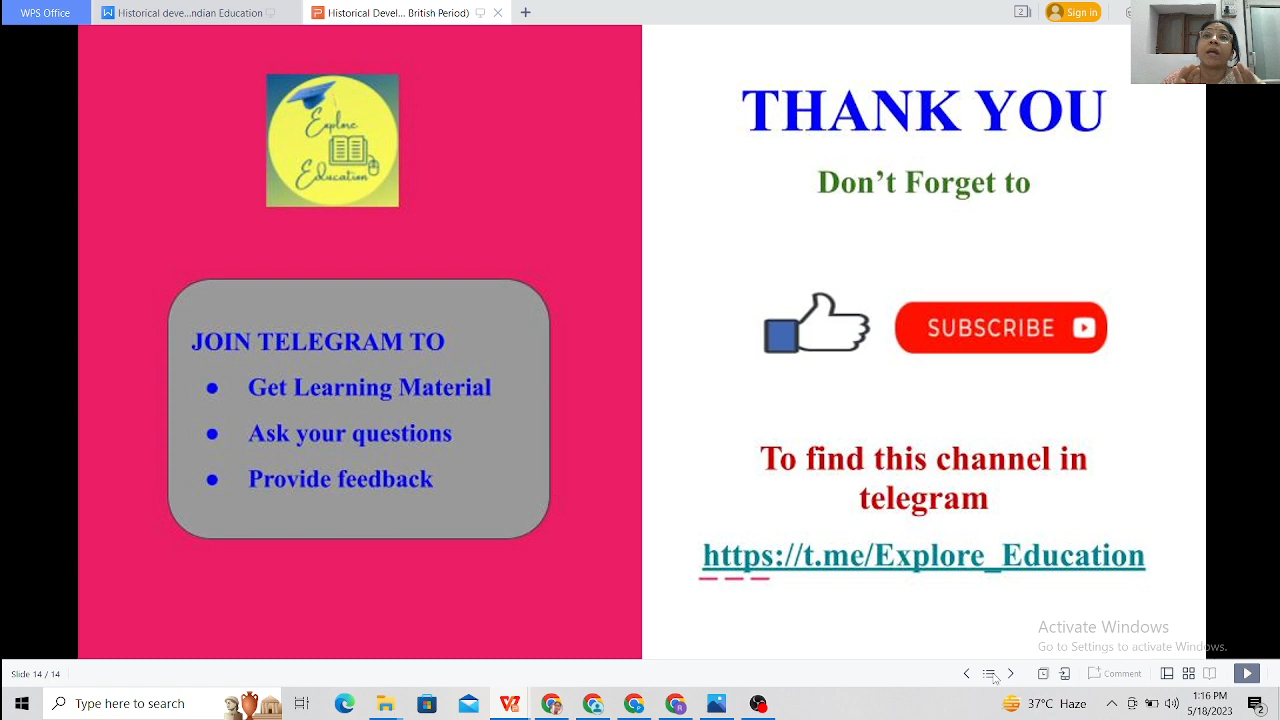 WPS Office
Historical deve...ndian Education
Historical Devel... British Period
Sign in
Explore
Education
THANK YOU
Don’t Forget to
SUBSCRIBE
JOIN TELEGRAM TO
● Get Learning Material
● Ask your questions
● Provide feedback
To find this channel in
telegram
https://t.me/Explore_Education
Activate Windows
Go to Settings to activate Windows.
Slide 14 / 14
Comment
Type here to search
37°C Haze
1:16 PM
5/18/2023